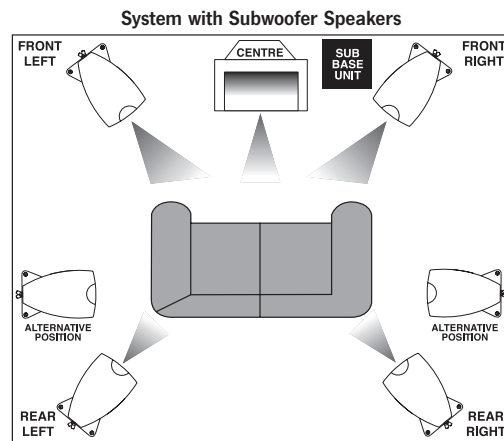 System with Subwoofer Speakers
FRONT
LEFT
CENTRE
SUB
BASE
UNIT
FRONT
RIGHT
ALTERNATIVE
POSITION
ALTERNATIVE
POSITION
REAR
LEFT
REAR
RIGHT